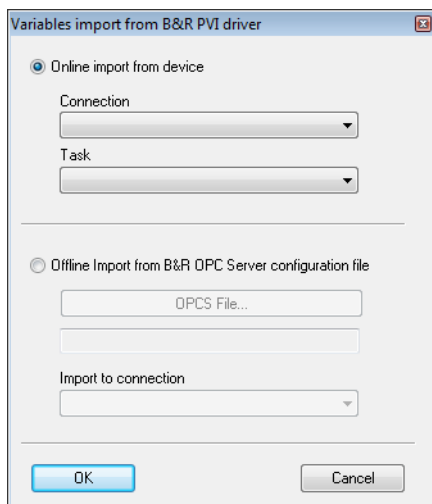 Variables import from B&R PVI driver
Online import from device
Connection
Task
Offline Import from B&R OPC Server configuration file
OPCS File...
Import to connection
OK
Cancel